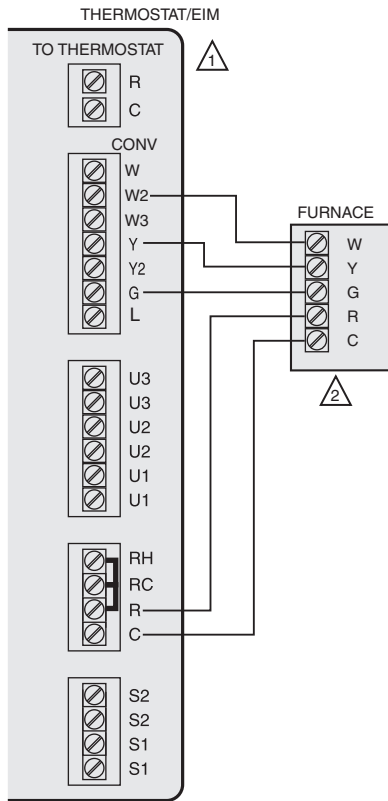 THERMOSTAT/EIM
TO THERMOSTAT
1
R
C
CONV
W
W2
W3
Y
Y2
G
L
FURNACE
W
Y
G
R
C
2
U3
U3
U2
U2
U1
U1
RH
RC
R
C
S2
S2
S1
S1